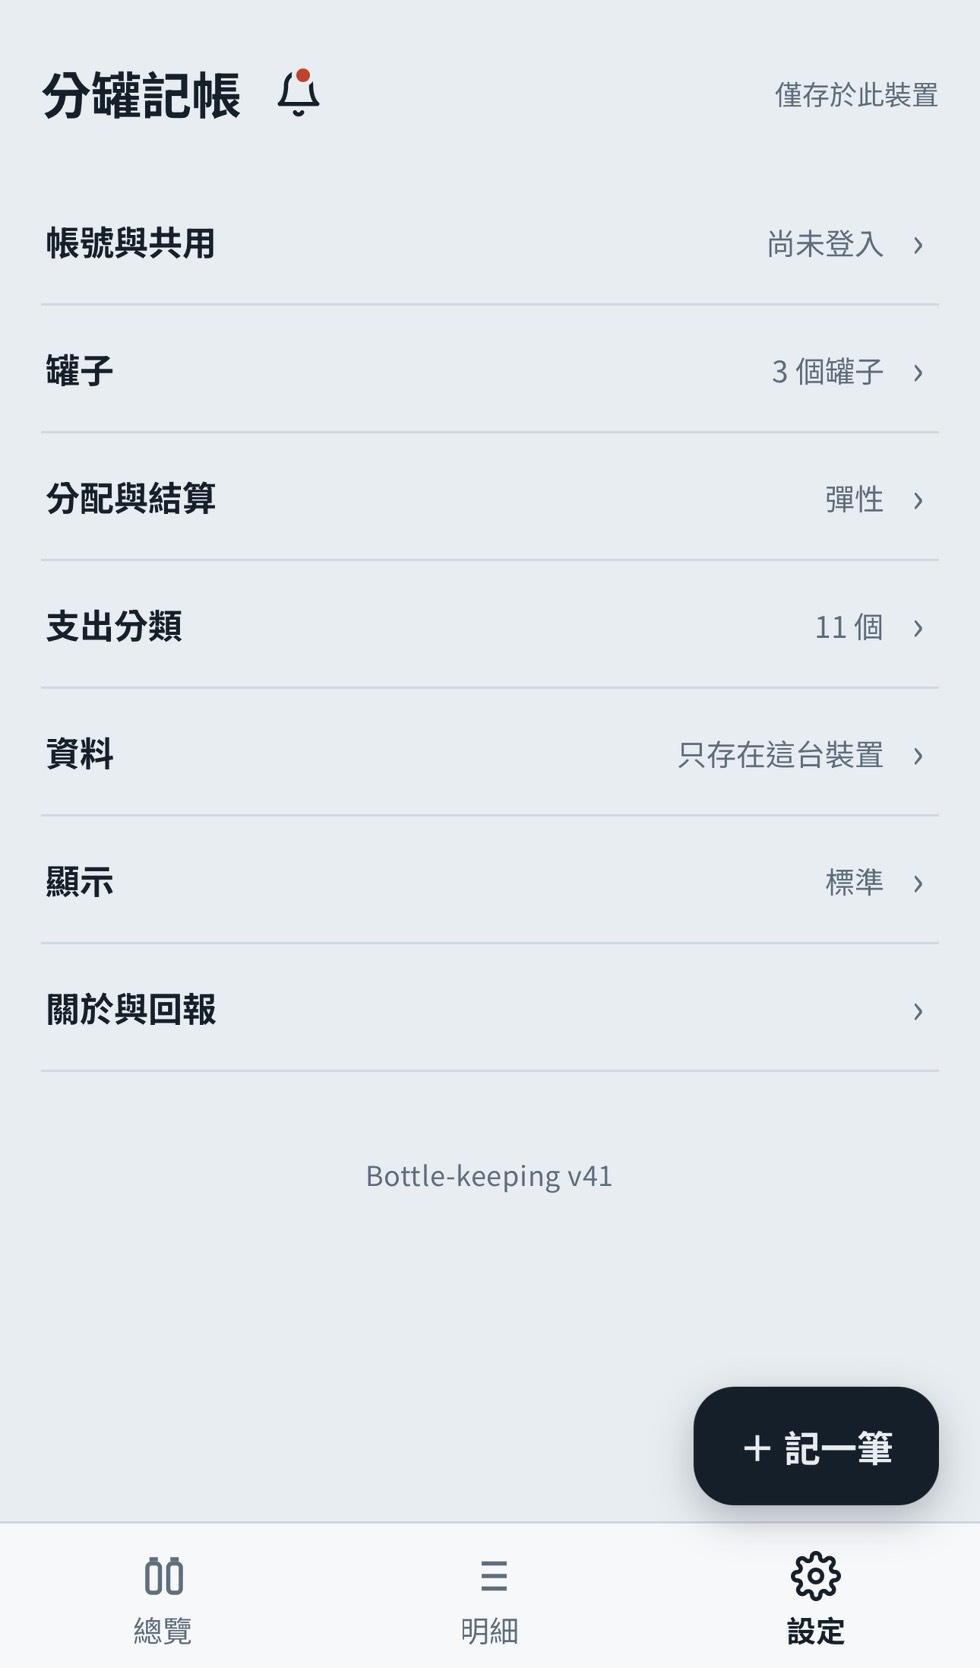 分罐記帳
僅存於此裝置
帳號與共用
尚未登入
罐子
3 個罐子
分配與結算
彈性
支出分類
11 個
資料
只存在這台裝置
顯示
標準
關於與回報
Bottle-keeping v41
+ 記一筆
總覽
明細
設定